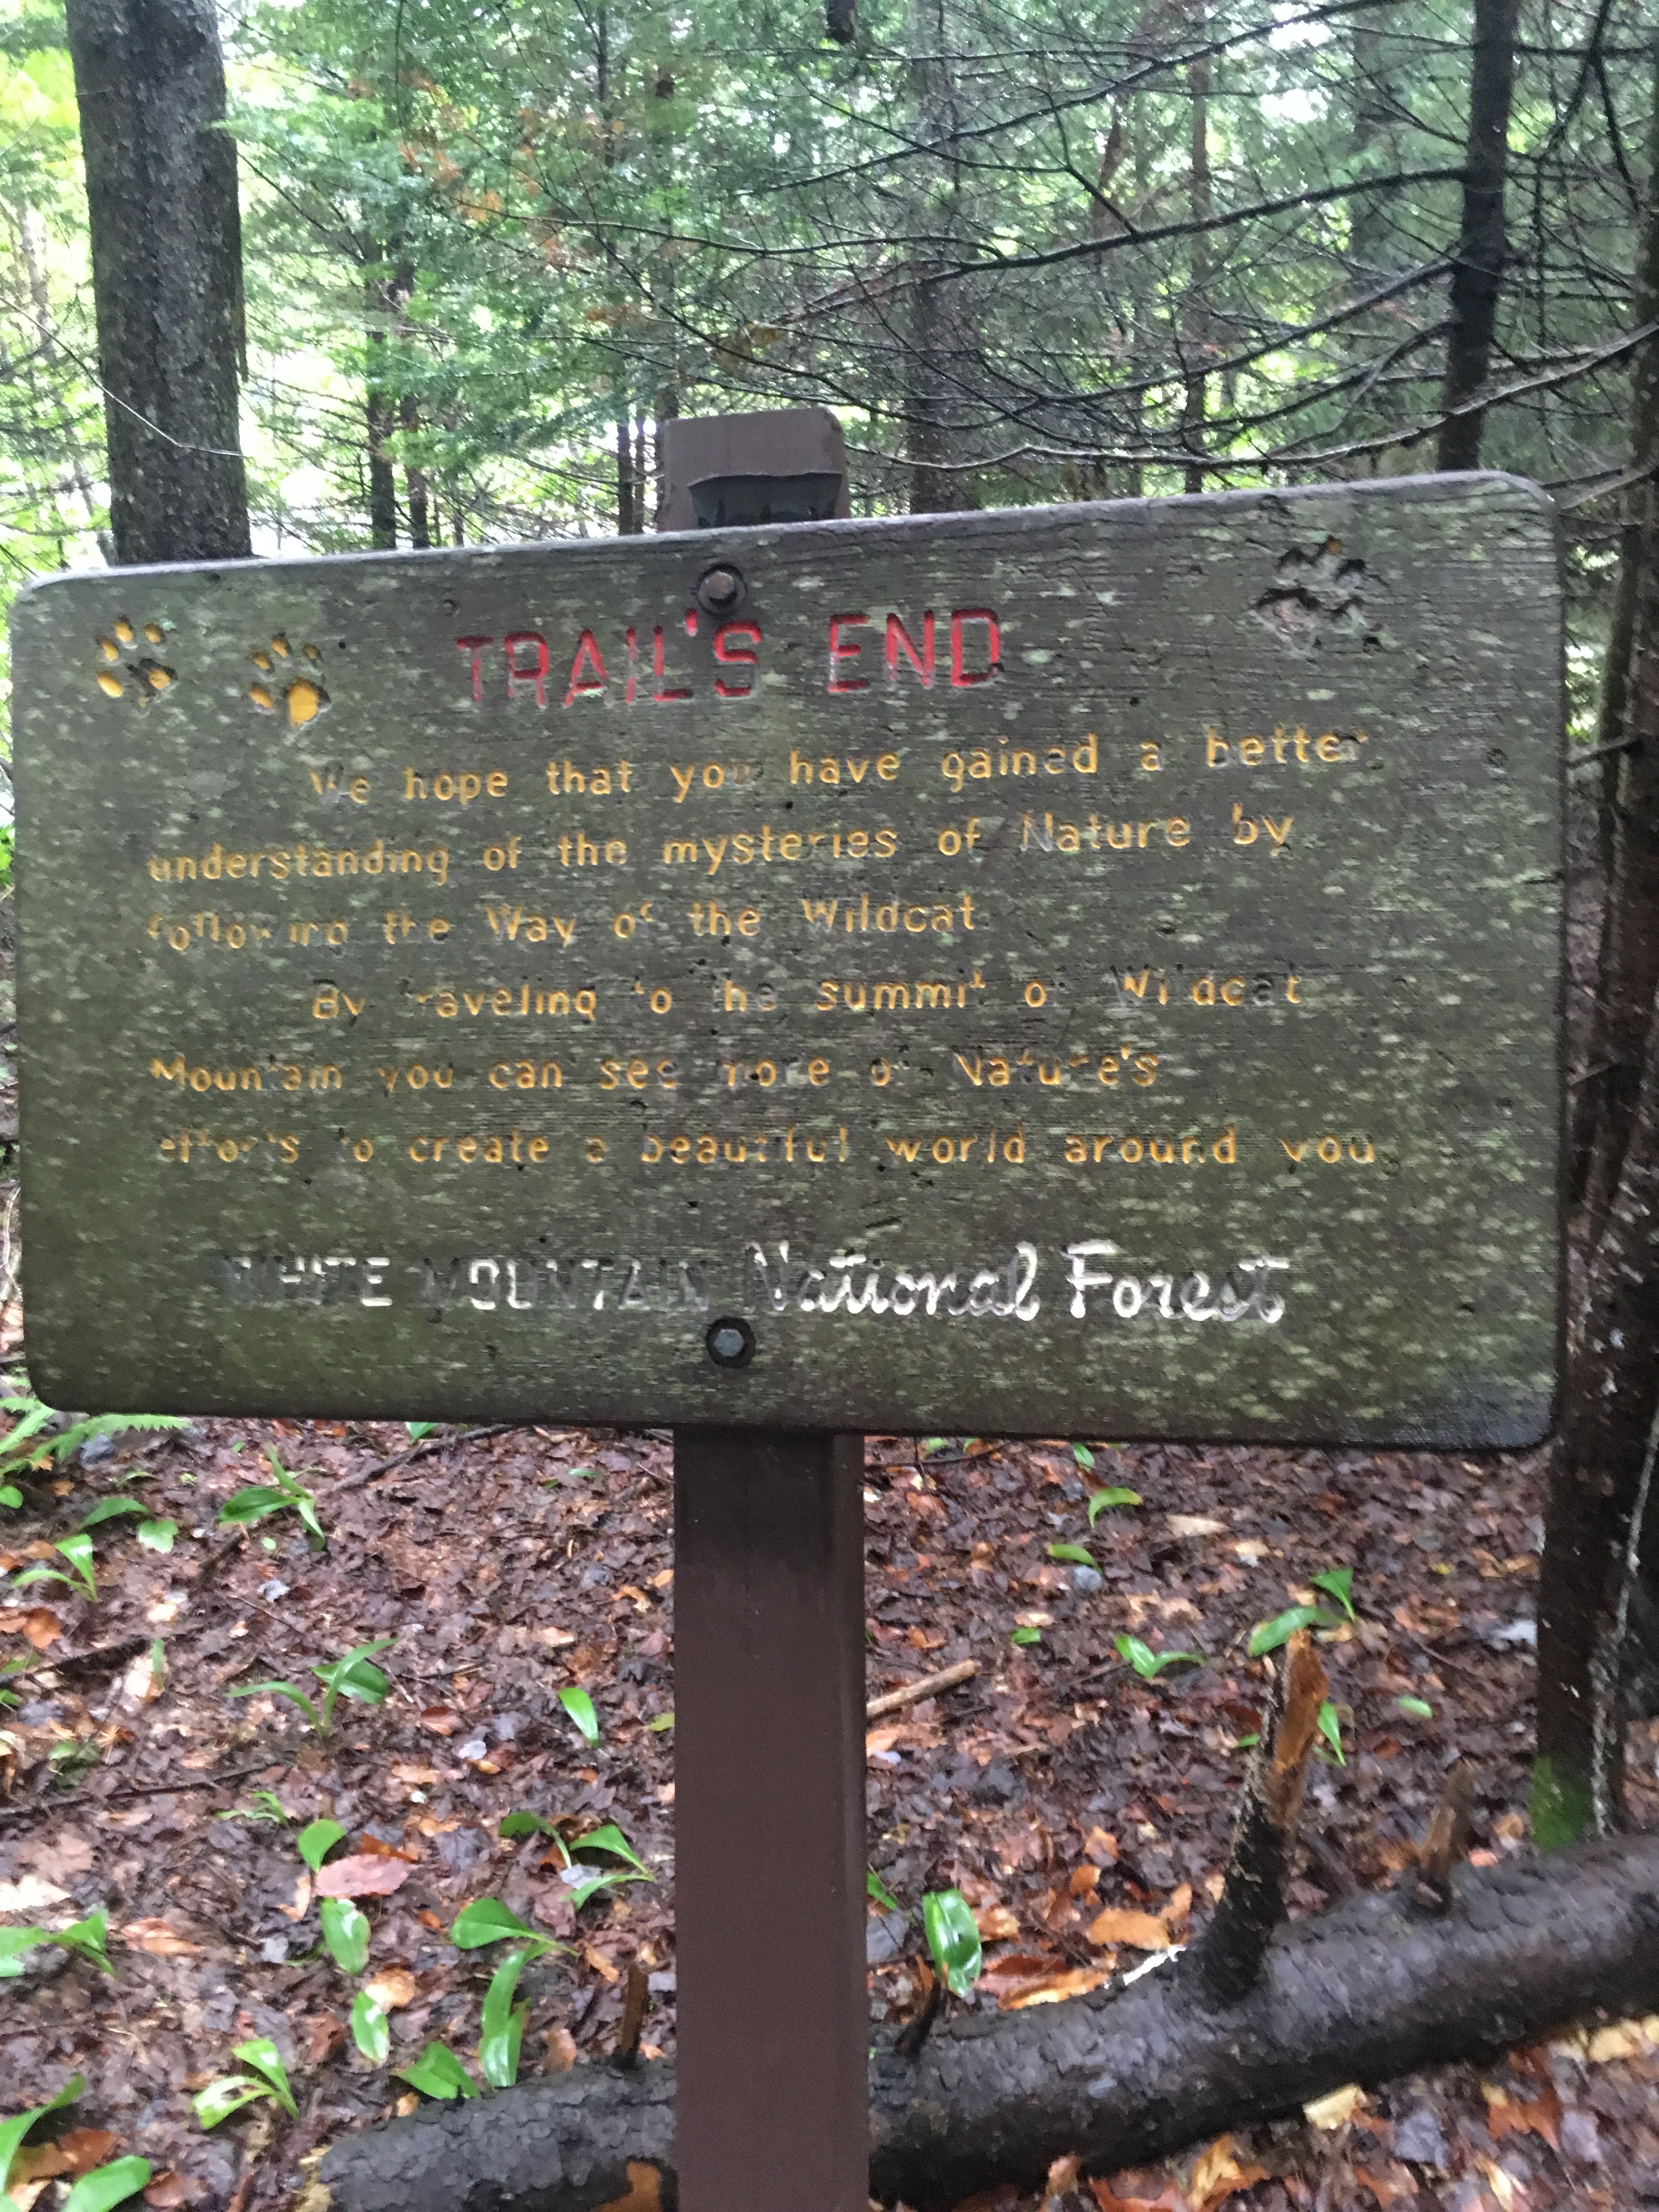 TRAIL'S END
We hope that you have gained a better
understanding of the mysteries of Nature by
following the Way of the Wildcat
By traveling to the summit of Wildcat
Mountain you can see more of Nature's
efforts to create a beautiful world around you
WHITE MOUNTAIN National Forest